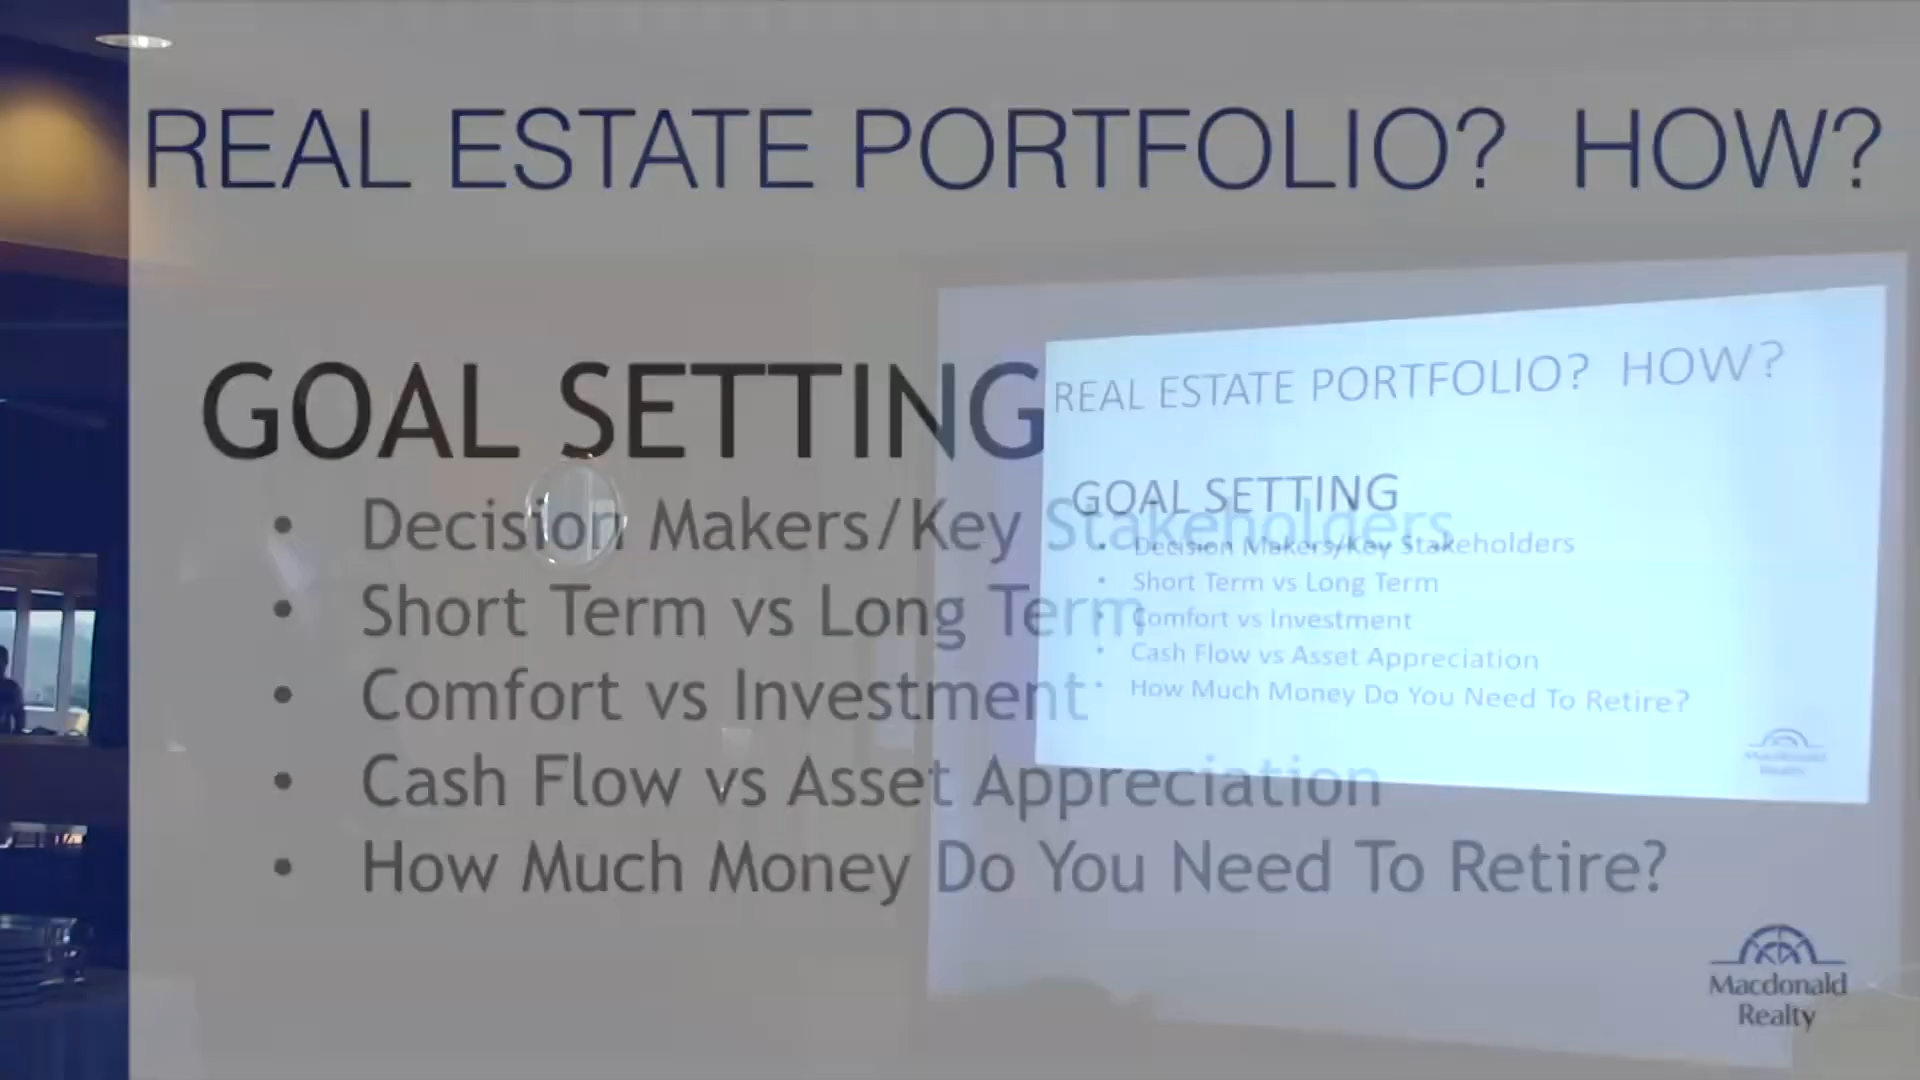 REAL ESTATE PORTFOLIO? HOW?
GOAL SETTING
• Decision Makers/Key Stakeholders
• Short Term vs Long Term
• Comfort vs Investment
• Cash Flow vs Asset Appreciation
• How Much Money Do You Need To Retire?
Macdonald
Realty
REAL ESTATE PORTFOLIO? HOW?
GOAL SETTING
• Decision Makers/Key Stakeholders
• Short Term vs Long Term
• Comfort vs Investment
• Cash Flow vs Asset Appreciation
• How Much Money Do You Need To Retire?
Macdonald
Realty